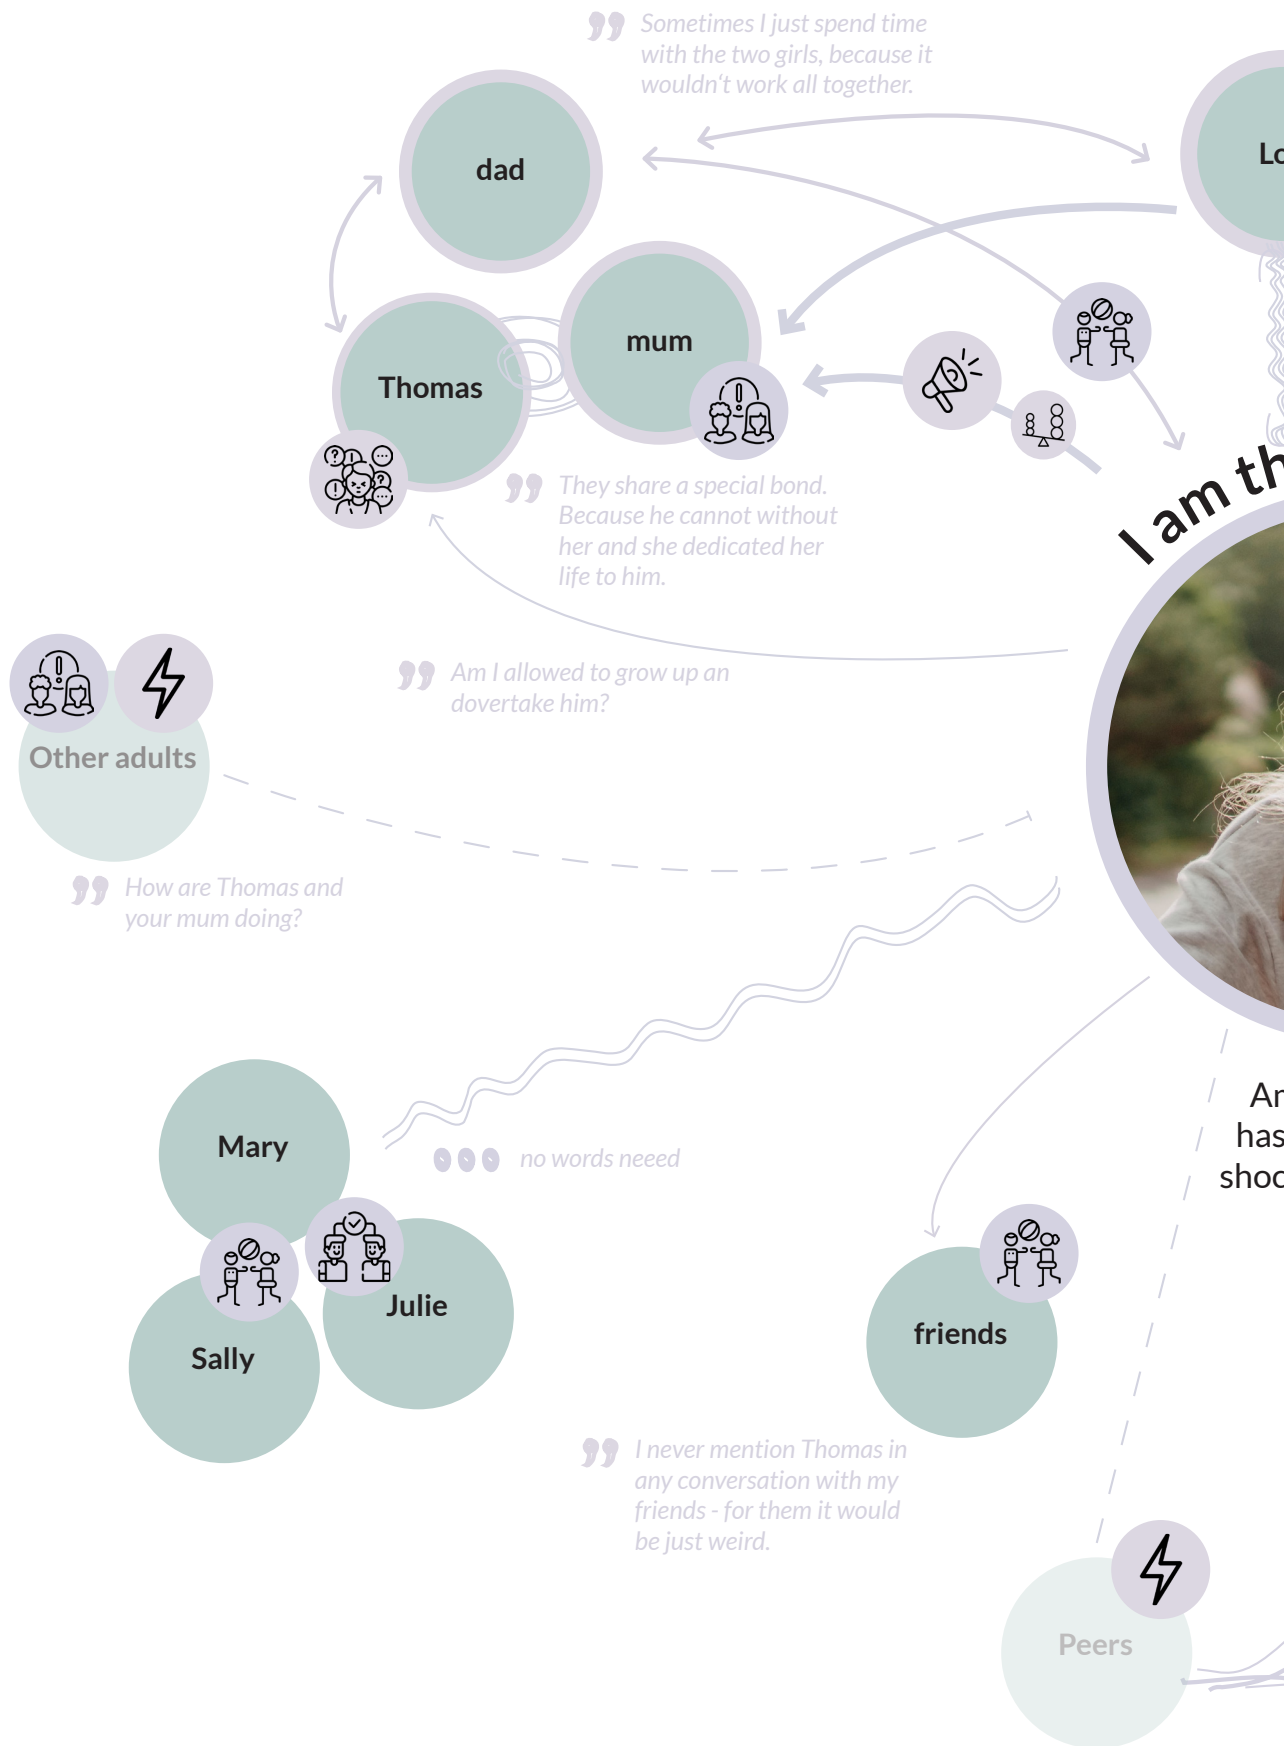 Sometimes I just spend time
with the two girls, because it
wouldn't work all together.
dad
Lo
mum
Thomas
They share a special bond.
Because he cannot without
her and she dedicated her
life to him.
I am th
Am I allowed to grow up an
dovertake him?
Other adults
How are Thomas and
your mum doing?
An
has
shoo
Mary
no words neeed
Julie
Sally
friends
I never mention Thomas in
any conversation with my
friends - for them it would
be just weird.
Peers